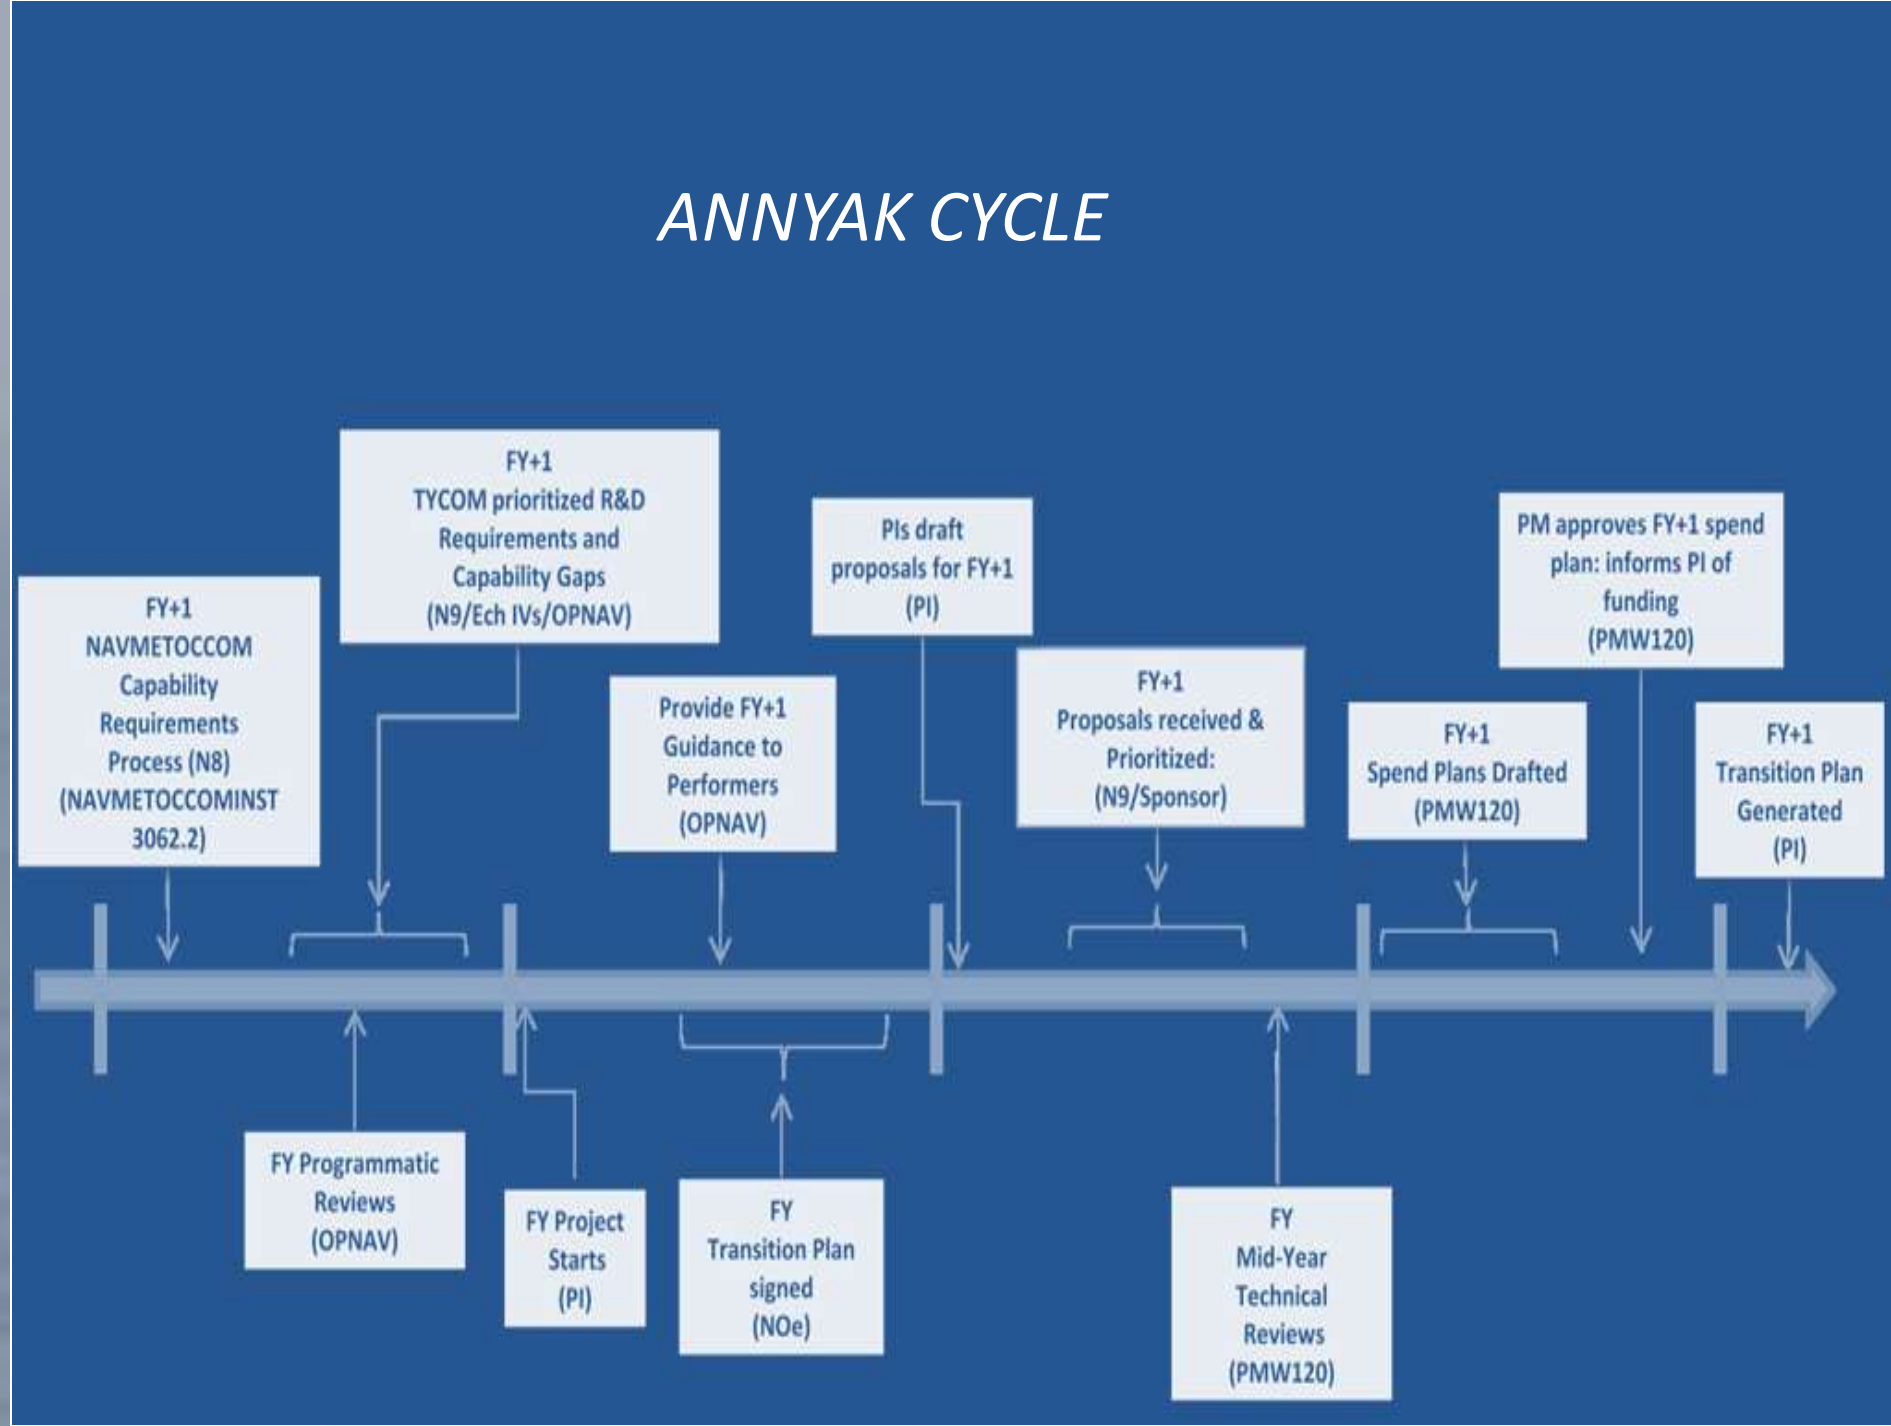 ANNYAK CYCLE
FY+1
NAVMETOCCOM
Capability
Requirements
Process (N8)
(NAVMETOCCOMINST
3062.2)
FY+1
TYCOM prioritized R&D
Requirements and
Capability Gaps
(N9/Ech IVs/OPNAV)
Provide FY+1
Guidance to
Performers
(OPNAV)
PIs draft
proposals for FY+1
(PI)
FY+1
Proposals received &
Prioritized:
(N9/Sponsor)
FY+1
Spend Plans Drafted
(PMW120)
PM approves FY+1 spend
plan: informs PI of
funding
(PMW120)
FY+1
Transition Plan
Generated
(PI)
FY Programmatic
Reviews
(OPNAV)
FY Project
Starts
(PI)
FY
Transition Plan
signed
(NOe)
FY
Mid-Year
Technical
Reviews
(PMW120)